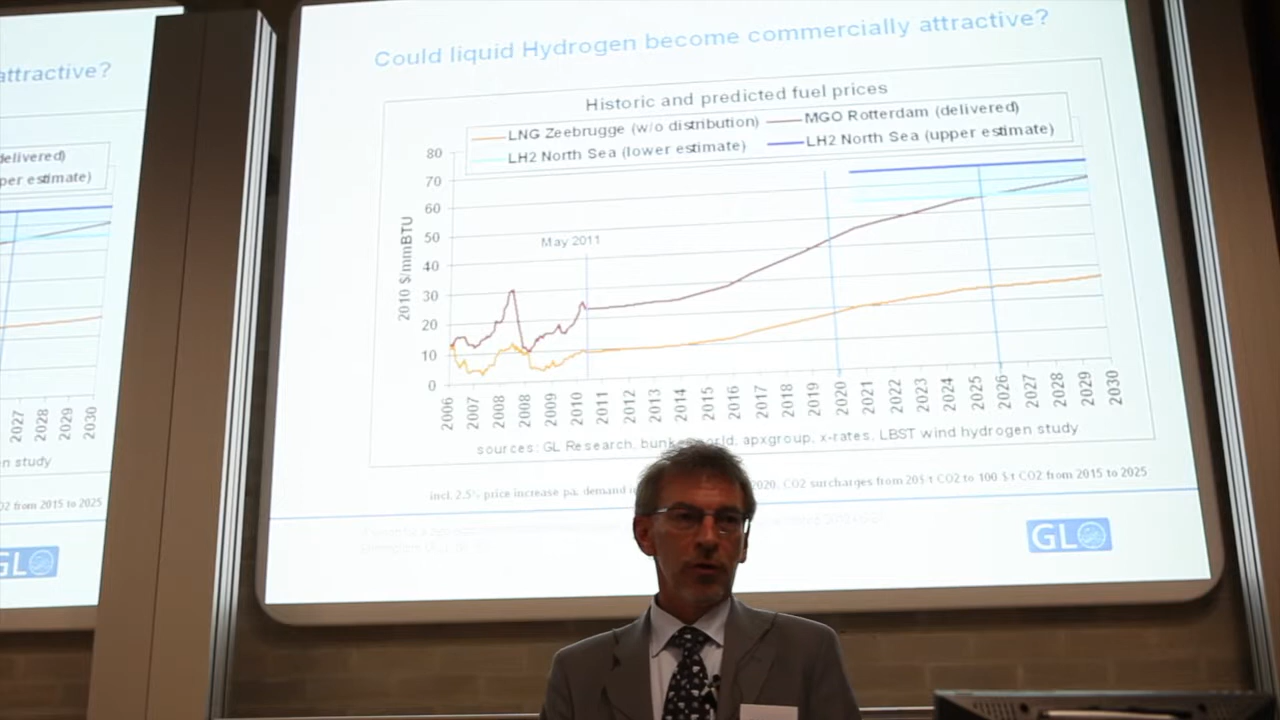 Could liquid Hydrogen become commercially attractive?
Historic and predicted fuel prices
LNG Zeebrugge (w/o distribution)
MGO Rotterdam (delivered)
LH2 North Sea (lower estimate)
LH2 North Sea (upper estimate)
2010 $/mmBTU
80
70
60
50
40
30
20
10
0
May 2011
2006 2007 2008 2008 2009 2010 2011 2012 2013 2014 2016 2017 2018 2019 2020 2021 2022 2023 2024 2025 2026 2028 2029 2030
sources: GL Research, apxgroup, x-rates, LBST wind hydrogen study
incl. 2.5% price increase pa, demand 2020. CO2 surcharges from 20$ t CO2 to 100 $ t CO2 from 2015 to 2025
GL
attractive?
delivered)
per estimate)
2027 2028 2029 2030
n study
02 from 2015 to 2025
GL